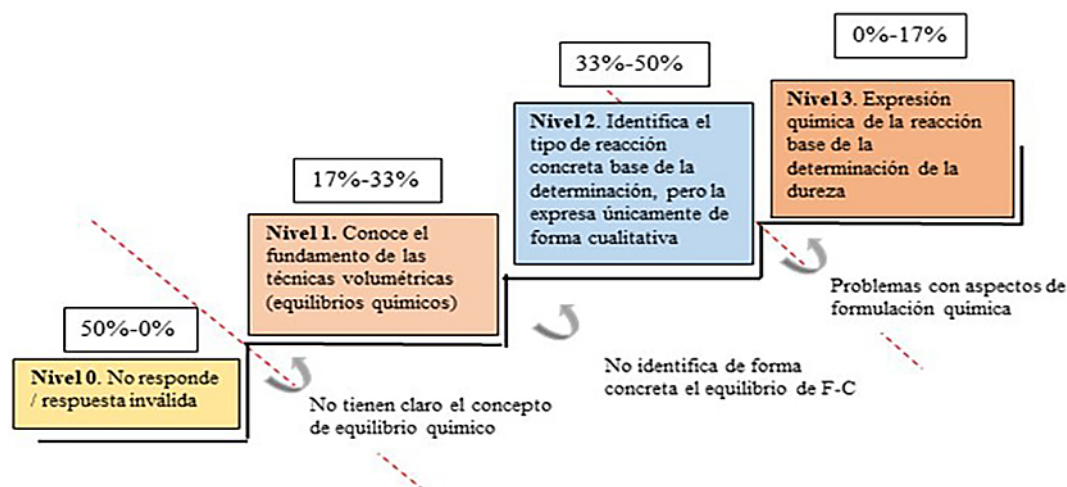 0%-17%
33%-50%
Nivel 3. Expresión
química de la reacción
base de la
determinación de la
dureza
Nivel 2. Identifica el
tipo de reacción
concreta base de la
determinación, pero la
expresa únicamente de
forma cualitativa
17%-33%
Nivel 1. Conoce el
fundamento de las
técnicas volumétricas
(equilibrios químicos)
Problemas con aspectos de
formulación química
50%-0%
Nivel 0. No responde
/ respuesta inválida
No identifica de forma
concreta el equilibrio de F-C
No tienen claro el concepto
de equilibrio químico